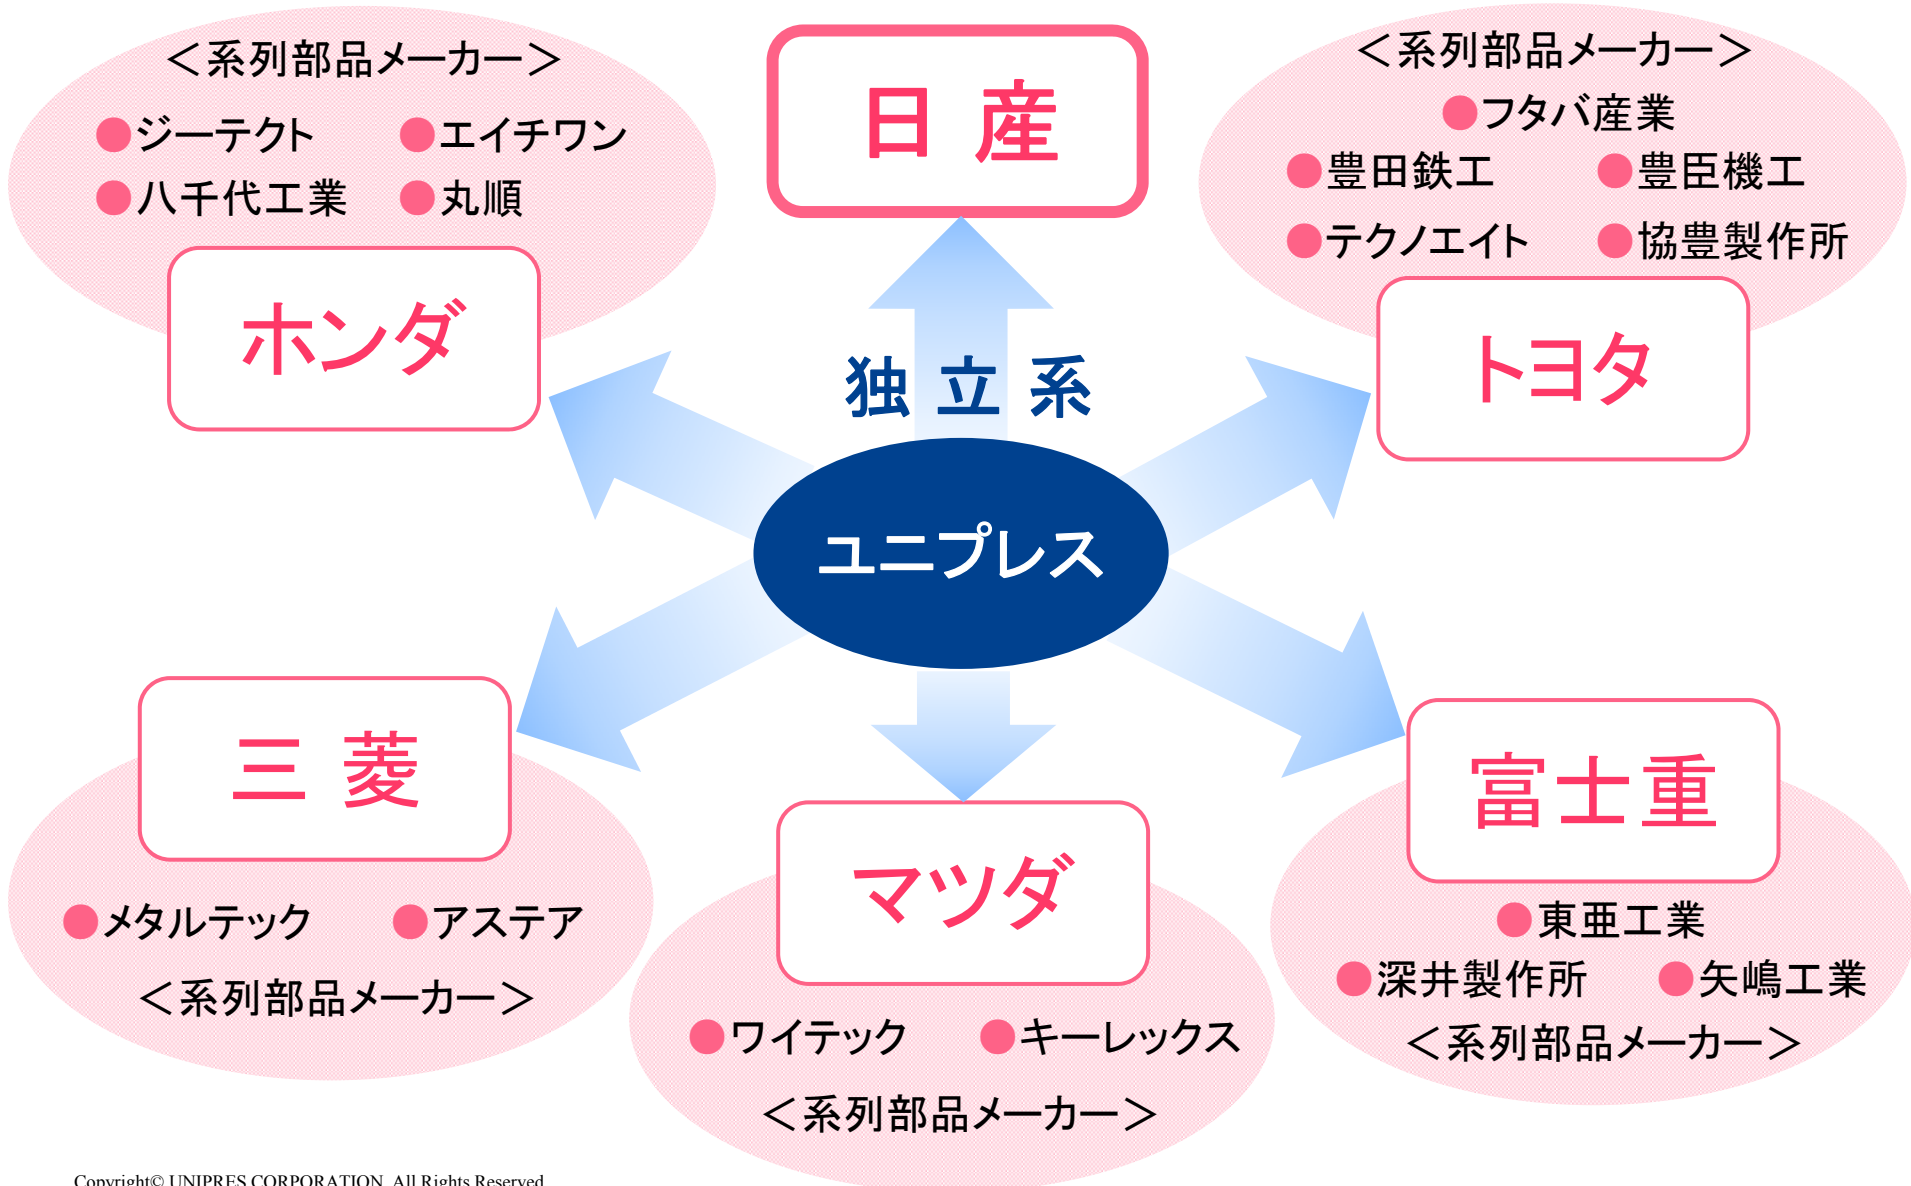 ＜系列部品メーカー＞
●ジーテクト ●エイチワン
●八千代工業 ●丸順
ホンダ
日 産
＜系列部品メーカー＞
●フタバ産業
●豊田鉄工 ●豊臣機工
●テクノエイト ●協豊製作所
トヨタ
独 立 系
ユニプレス
三 菱
●メタルテック ●アステア
＜系列部品メーカー＞
マツダ
●ワイテック ●キーレックス
＜系列部品メーカー＞
富士重
●東亜工業
●深井製作所 ●矢嶋工業
＜系列部品メーカー＞
Copyright© UNIPRES CORPORATION. All Rights Reserved